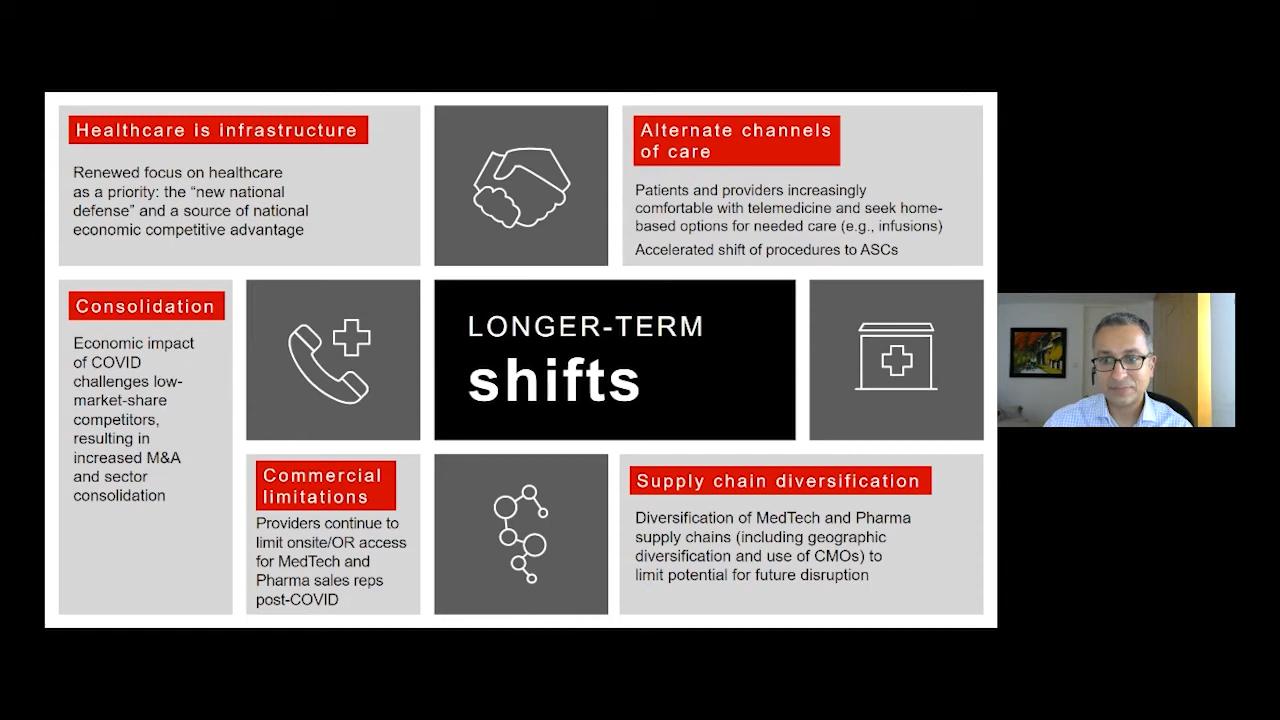 Healthcare is infrastructure
Renewed focus on healthcare
as a priority: the “new national
defense” and a source of national
economic competitive advantage
Alternate channels
of care
Patients and providers increasingly
comfortable with telemedicine and seek home-
based options for needed care (e.g., infusions)
Accelerated shift of procedures to ASCs
Consolidation
Economic impact
of COVID
challenges low-
market-share
competitors,
resulting in
increased M&A
and sector
consolidation
LONGER-TERM
shifts
Commercial
limitations
Providers continue to
limit onsite/OR access
for MedTech and
Pharma sales reps
post-COVID
Supply chain diversification
Diversification of MedTech and Pharma
supply chains (including geographic
diversification and use of CMOs) to
limit potential for future disruption